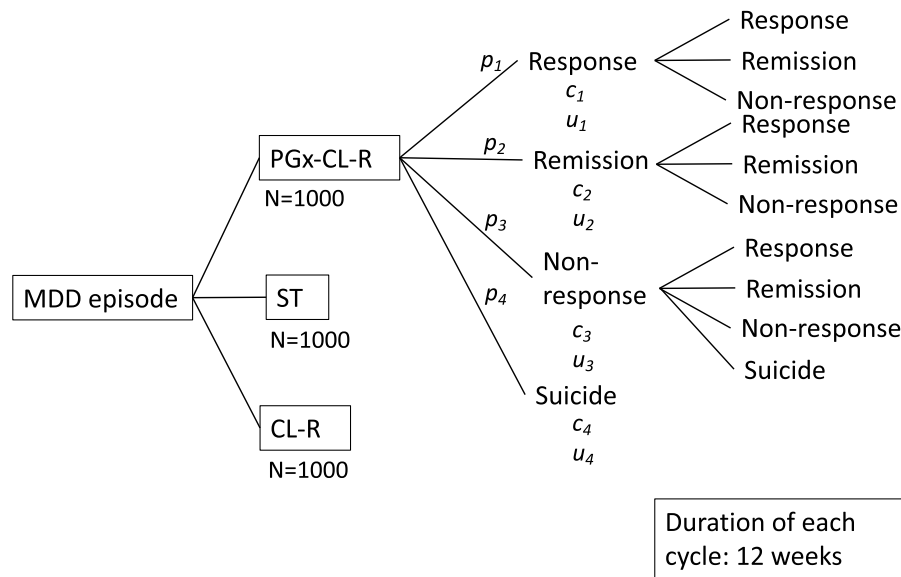 MDD episode
PGx-CL-R
N=1000
ST
N=1000
CL-R
N=1000
p1
Response
c1
u1
p2
Remission
c2
u2
p3
Non-
response
c3
u3
p4
Suicide
c4
u4
Response
Remission
Non-response
Response
Remission
Non-response
Response
Remission
Non-response
Suicide
Duration of each
cycle: 12 weeks